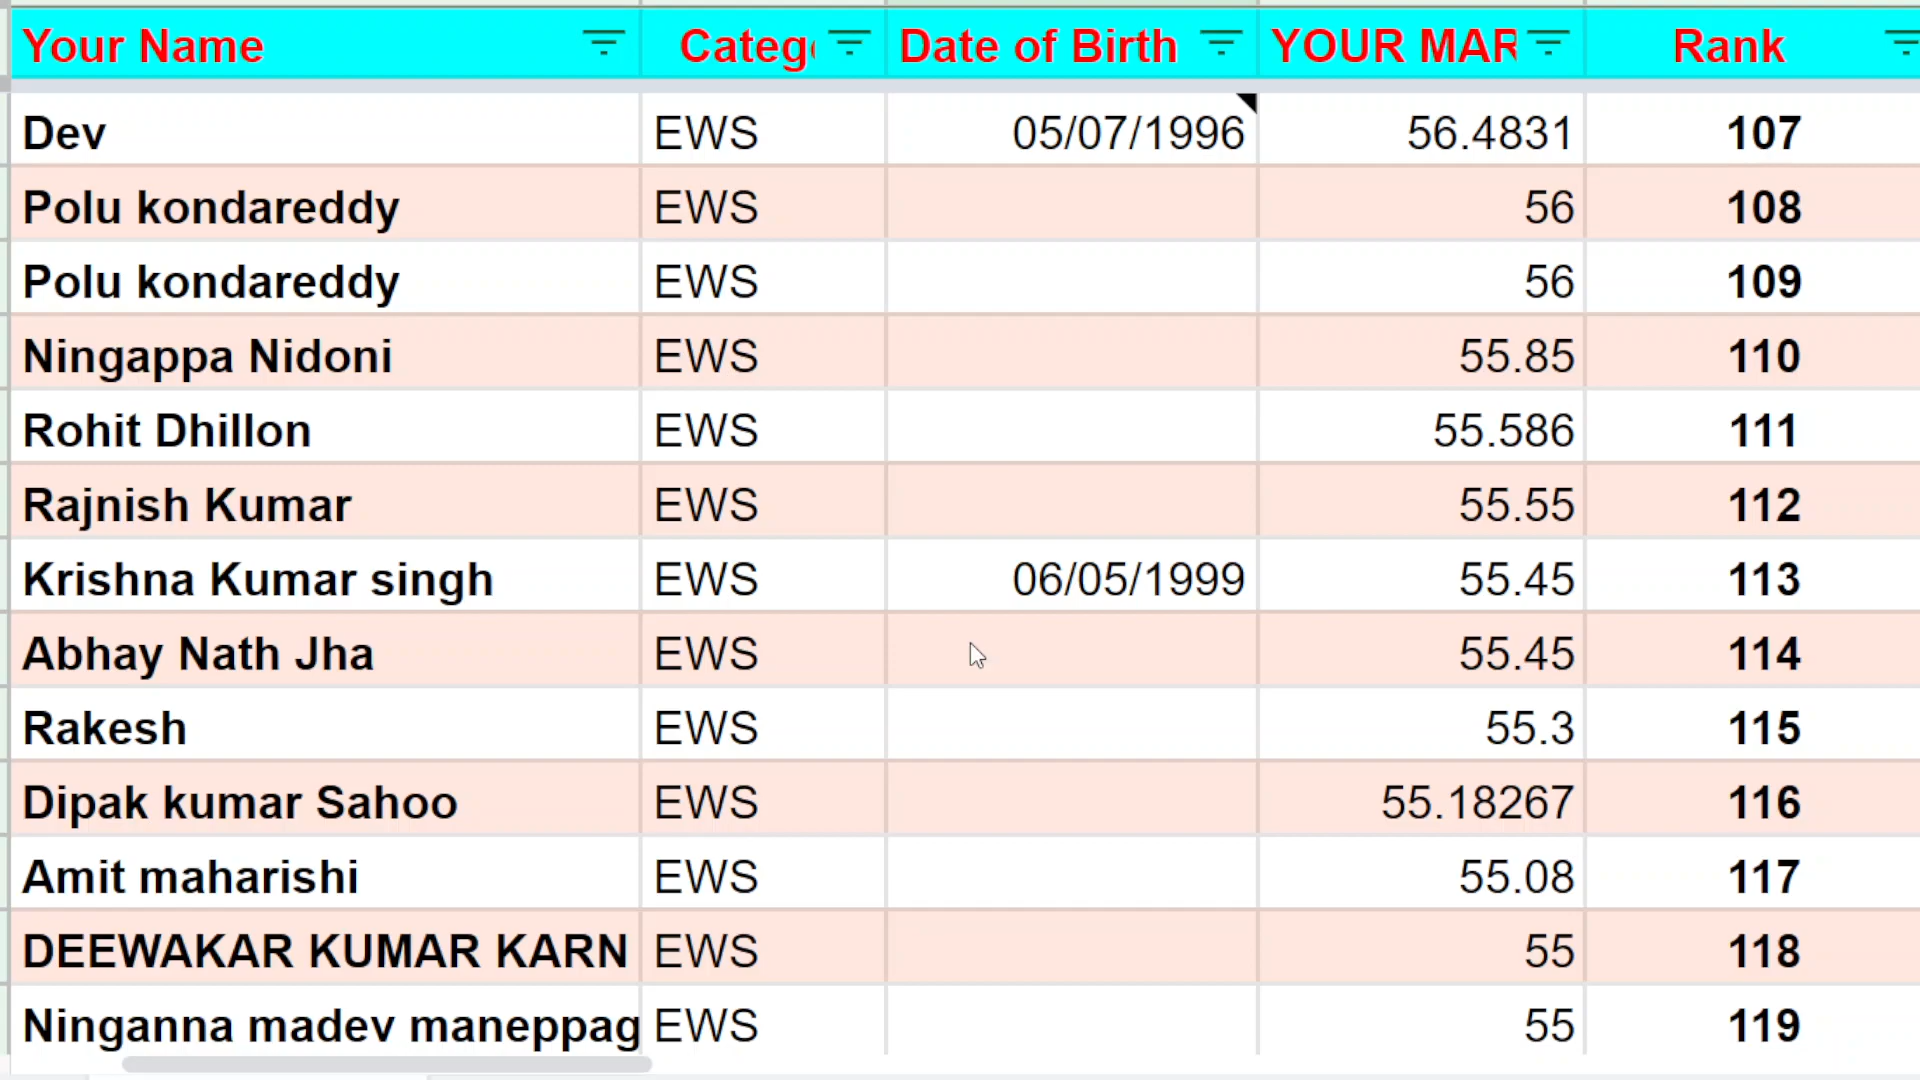 Your Name Categ Date of Birth YOUR MAR Rank
Dev EWS 05/07/1996 56.4831 107
Polu kondareddy EWS 56 108
Polu kondareddy EWS 56 109
Ningappa Nidoni EWS 55.85 110
Rohit Dhillon EWS 55.586 111
Rajnish Kumar EWS 55.55 112
Krishna Kumar singh EWS 06/05/1999 55.45 113
Abhay Nath Jha EWS 55.45 114
Rakesh EWS 55.3 115
Dipak kumar Sahoo EWS 55.18267 116
Amit maharishi EWS 55.08 117
DEEWAKAR KUMAR KARN EWS 55 118
Ninganna madev maneppag EWS 55 119